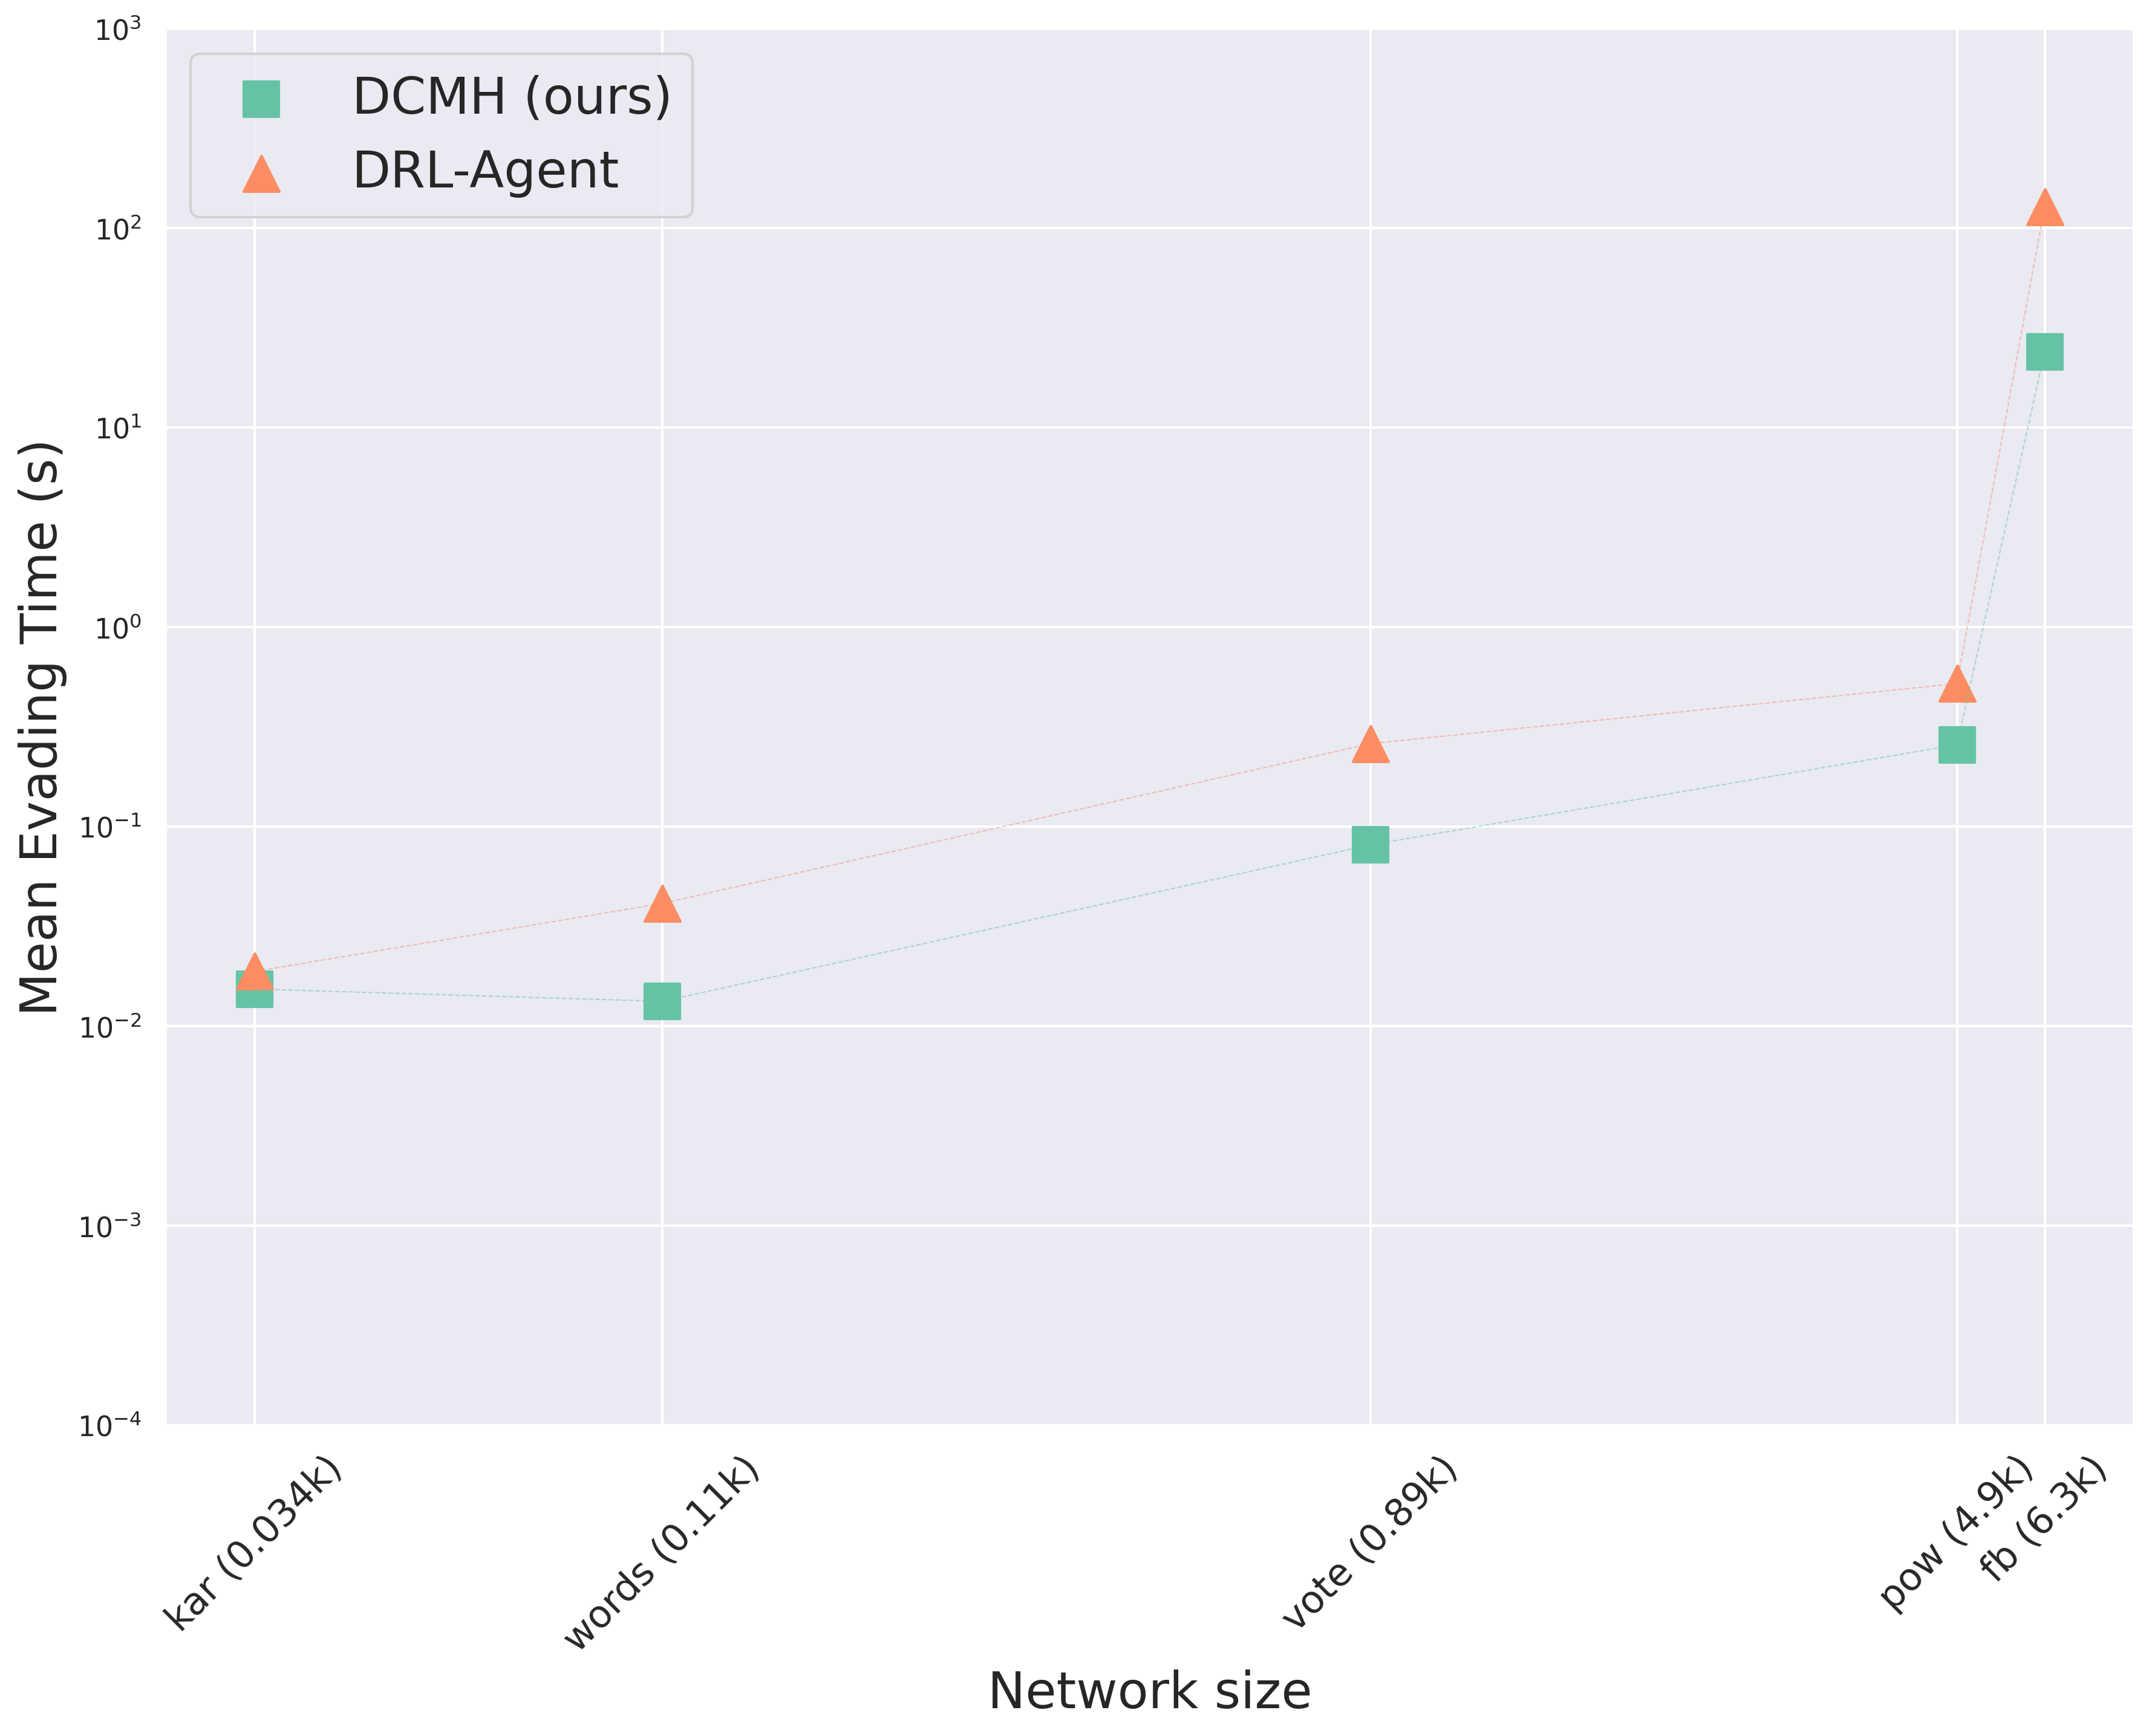 DCMH (ours)
DRL-Agent
Mean Evading Time (s)
10³
10²
10¹
10⁰
10⁻¹
10⁻²
10⁻³
10⁻⁴
kar (0.034k)
words (0.11k)
vote (0.89k)
pow (4.9k)
fb (6.3k)
Network size